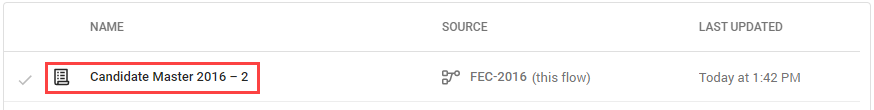 NAME SOURCE LAST UPDATED
Candidate Master 2016 – 2 FEC-2016 (this flow) Today at 1:42 PM